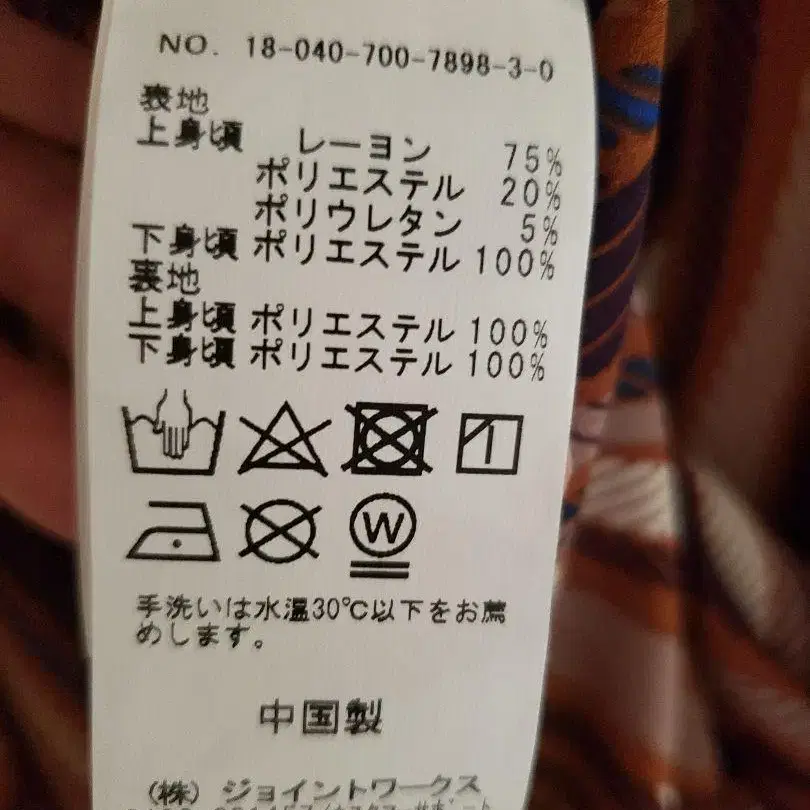 NO. 18-040-700-7898-3-0
表地
上身頃 レーヨン 75%
ポリエステル 20%
ポリウレタン 5%
下身頃 ポリエステル 100%
裏地
上身頃 ポリエステル 100%
下身頃 ポリエステル 100%
W
手洗いは水温30℃以下をお薦
めします。
中国製
(株) ジョイントワークス